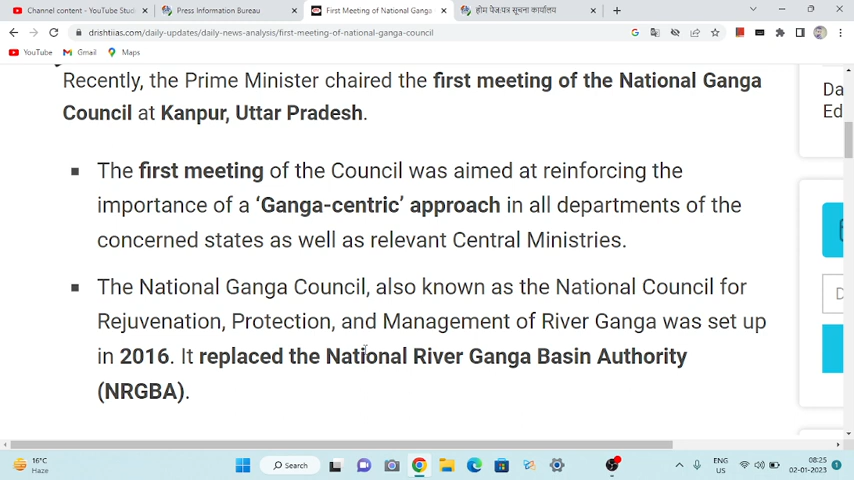 Channel content - YouTube Stud
Press Information Bureau
First Meeting of National Ganga
होम पेज:पत्र सूचना कार्यालय
drishtiias.com/daily-updates/daily-news-analysis/first-meeting-of-national-ganga-council
YouTube
Gmail
Maps
Recently, the Prime Minister chaired the first meeting of the National Ganga
Council at Kanpur, Uttar Pradesh.
The first meeting of the Council was aimed at reinforcing the
importance of a ‘Ganga-centric’ approach in all departments of the
concerned states as well as relevant Central Ministries.
The National Ganga Council, also known as the National Council for
Rejuvenation, Protection, and Management of River Ganga was set up
in 2016. It replaced the National River Ganga Basin Authority
(NRGBA).
Da
Ed
D
16°C
Haze
Search
ENG
US
08:25
02-01-2023